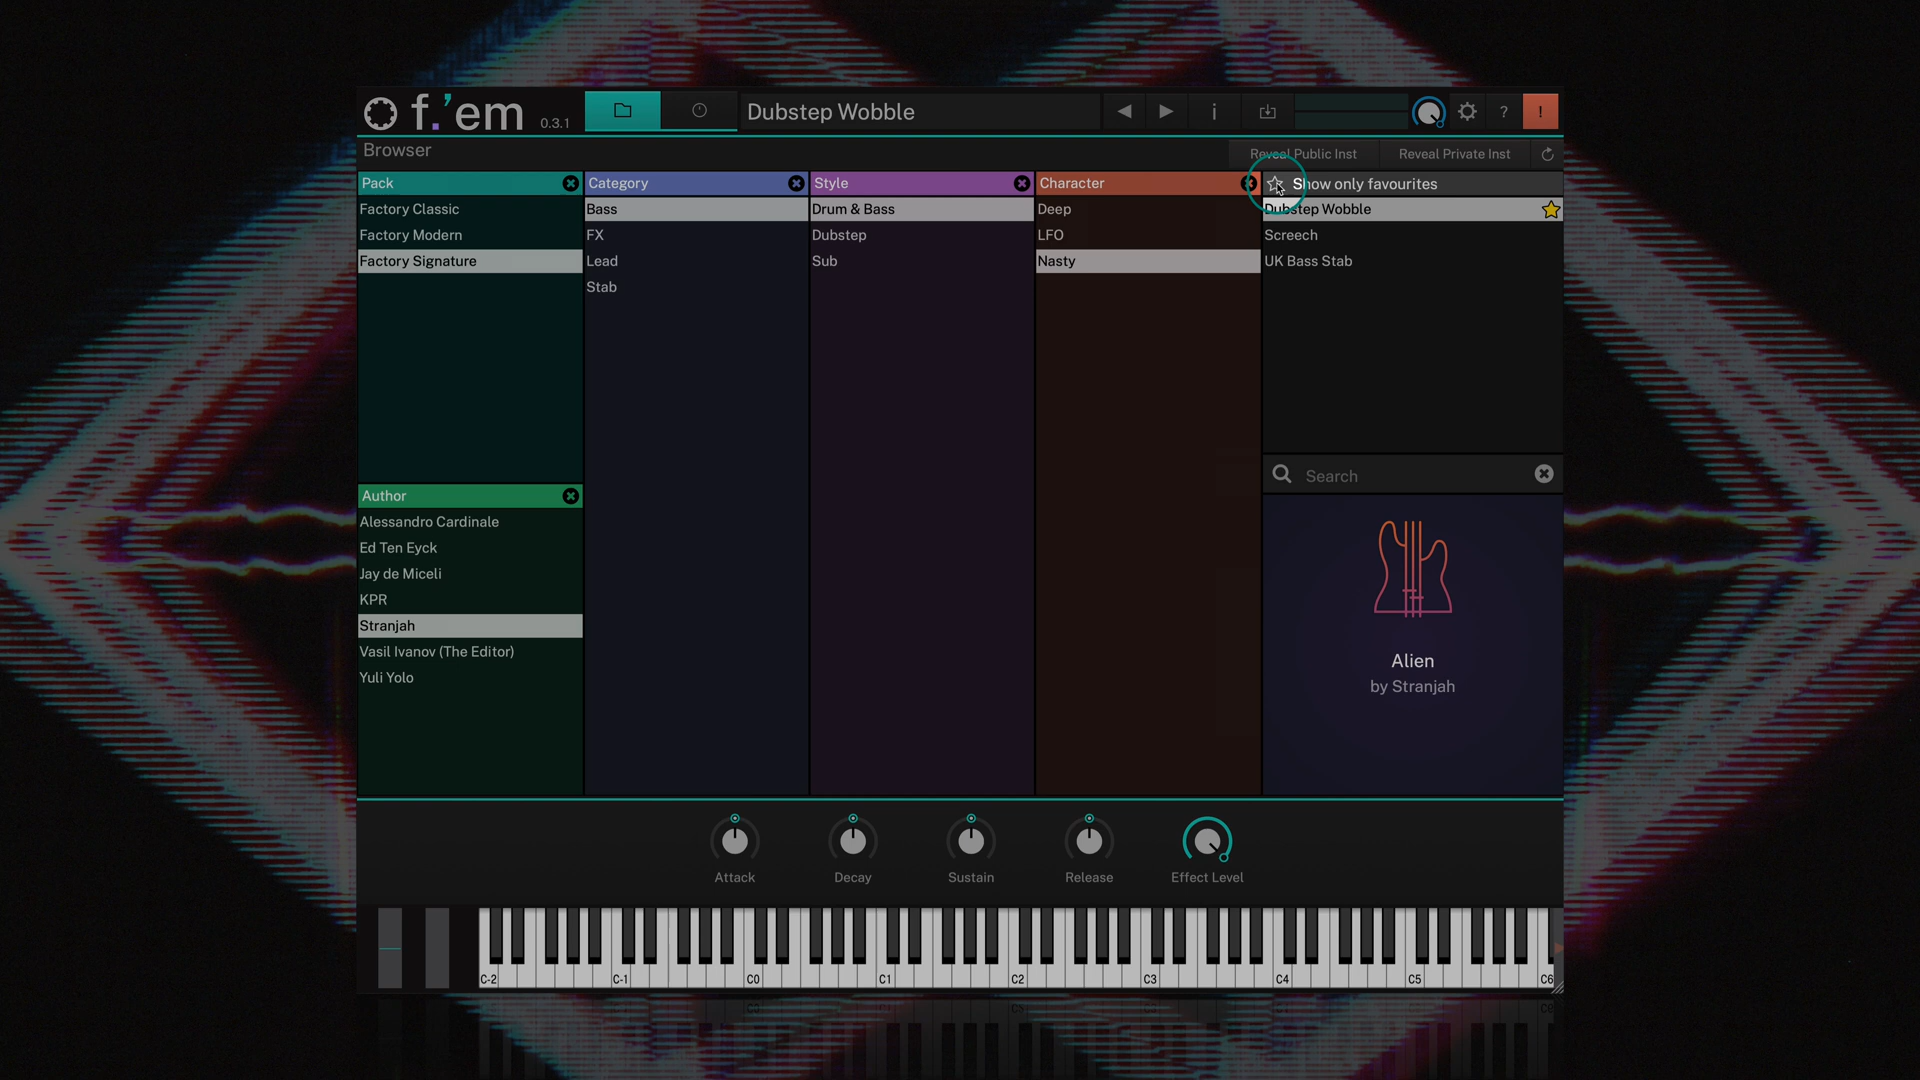 f.'em 0.3.1
Dubstep Wobble
i
?
!
Browser
Reveal Public Inst
Reveal Private Inst
Pack
Factory Classic
Factory Modern
Factory Signature
Author
Alessandro Cardinale
Ed Ten Eyck
Jay de Miceli
KPR
Stranjah
Vasil Ivanov (The Editor)
Yuli Yolo
Category
Bass
FX
Lead
Stab
Style
Drum & Bass
Dubstep
Sub
Character
Deep
LFO
Nasty
Show only favourites
Dubstep Wobble
Screech
UK Bass Stab
Search
Alien
by Stranjah
Attack
Decay
Sustain
Release
Effect Level
C-2
C-1
C0
C1
C2
C3
C4
C5
C6